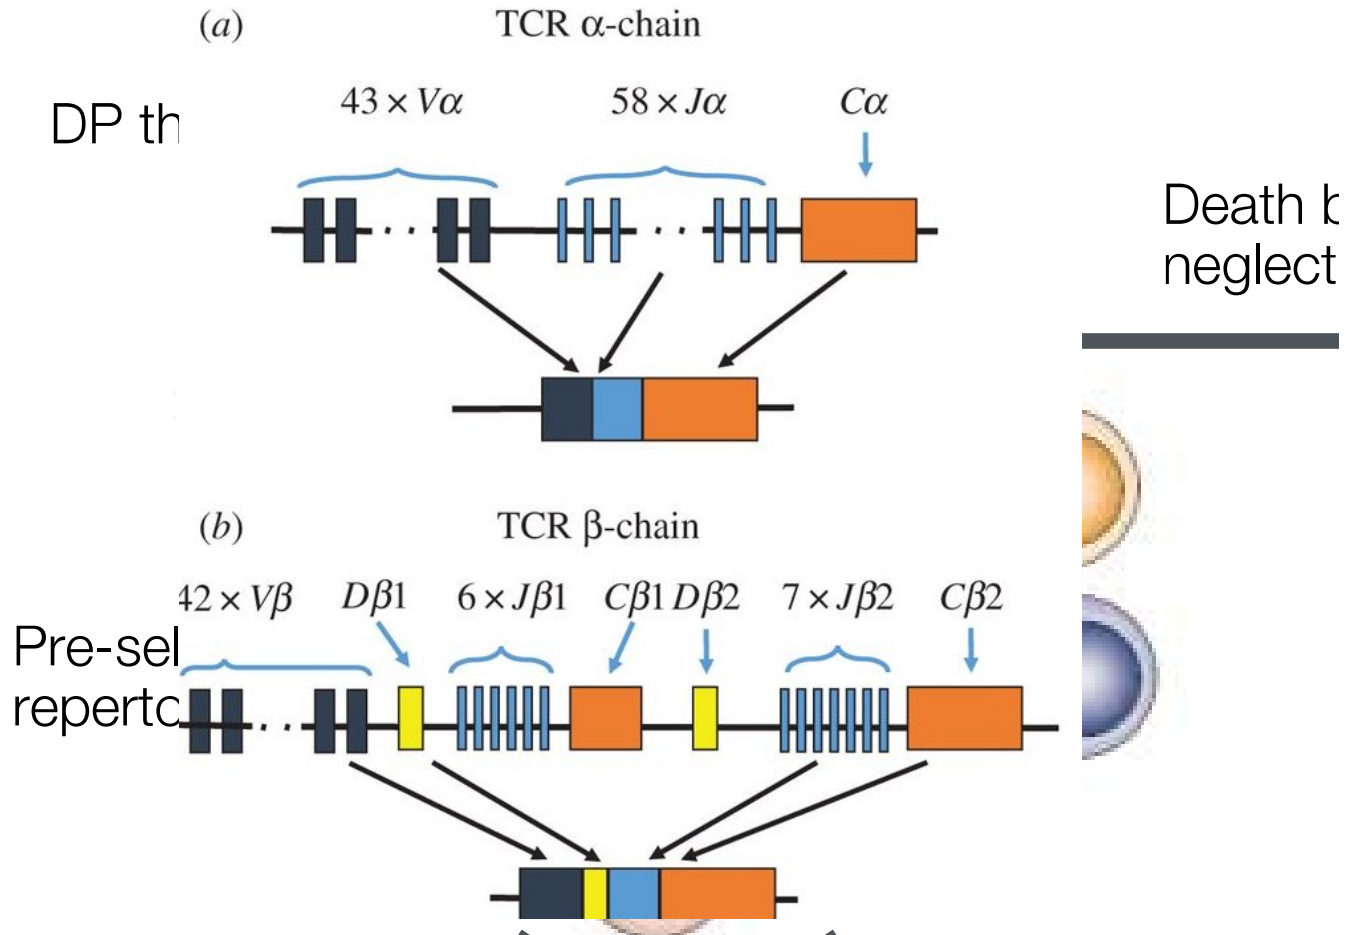 (a) TCR α-chain
43 × Vα 58 × Jα Cα
DP th
Death b
neglect
(b) TCR β-chain
42 × Vβ Dβ1 6 × Jβ1 Cβ1 Dβ2 7 × Jβ2 Cβ2
Pre-sel
reperto